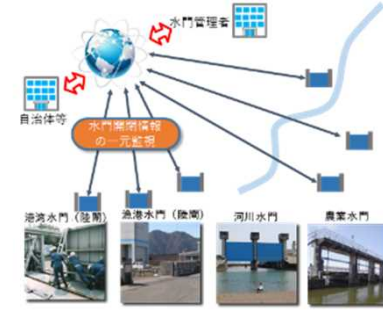 水門管理者
自治体等
水門開閉情報
の一元監視
港湾水門（陸閘）
漁港水門（陸閘）
河川水門
農業水門